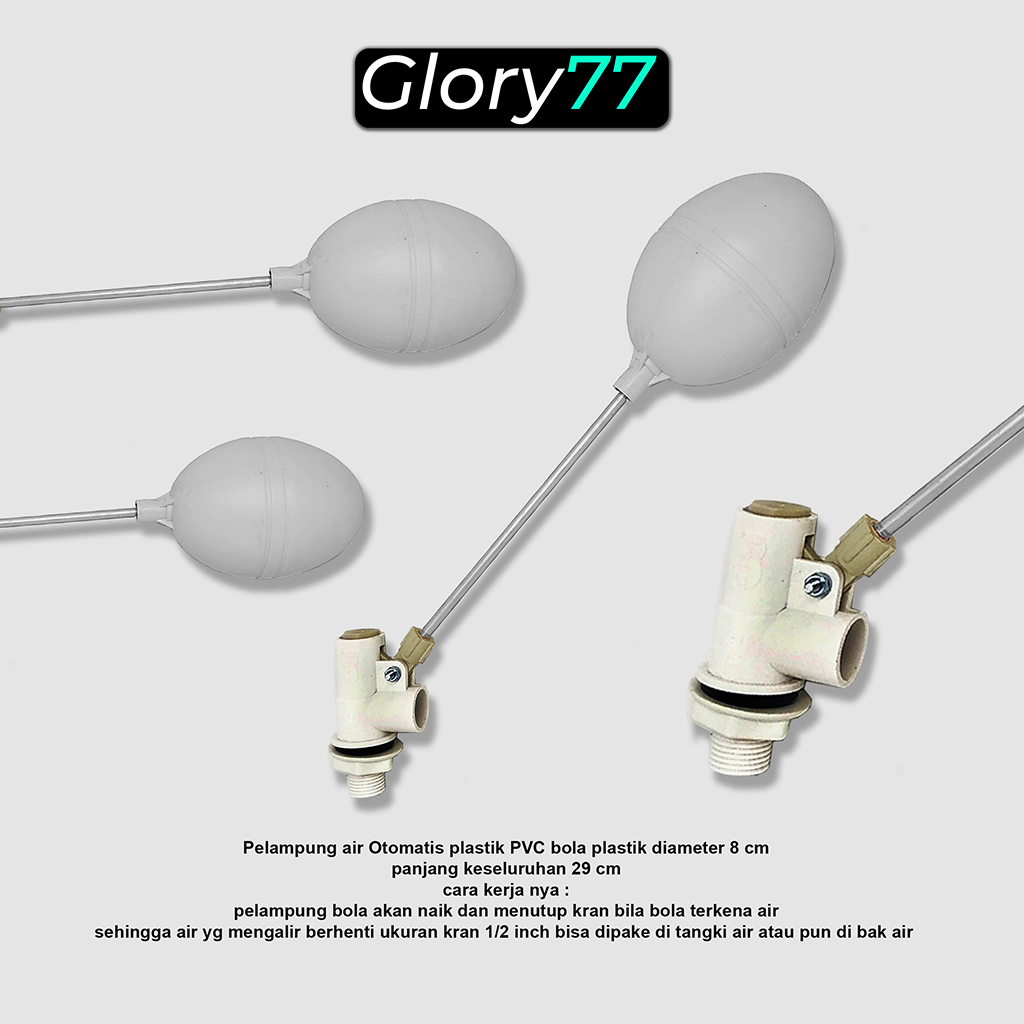 Glory77
Pelampung air Otomatis plastik PVC bola plastik diameter 8 cm
panjang keseluruhan 29 cm
cara kerja nya :
pelampung bola akan naik dan menutup kran bila bola terkena air
sehingga air yg mengalir berhenti ukuran kran 1/2 inch bisa dipake di tangki air atau pun di bak air